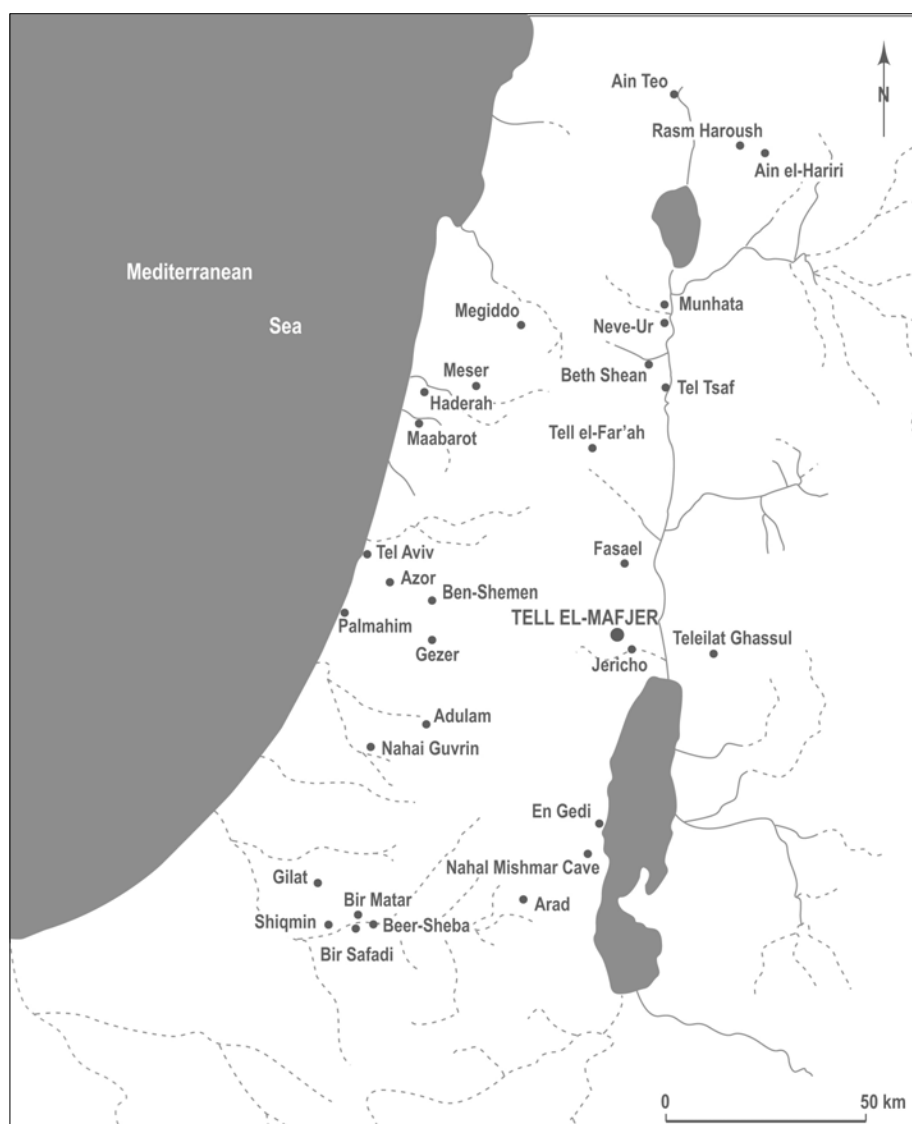 Ain Teo
N
Rasm Haroush
Ain el-Hariri
Mediterranean
Sea
Munhata
Megiddo
Neve-Ur
Meser
Beth Shean
Tel Tsaf
Haderah
Maabarot
Tell el-Far'ah
Tel Aviv
Fasael
Azor
Ben-Shemen
Palmahim
TELL EL-MAFJER
Teleilat Ghassul
Gezer
Jericho
Adulam
Nahai Guvrin
En Gedi
Nahal Mishmar Cave
Gilat
Bir Matar
Arad
Shiqmin
Beer-Sheba
Bir Safadi
0
50 km